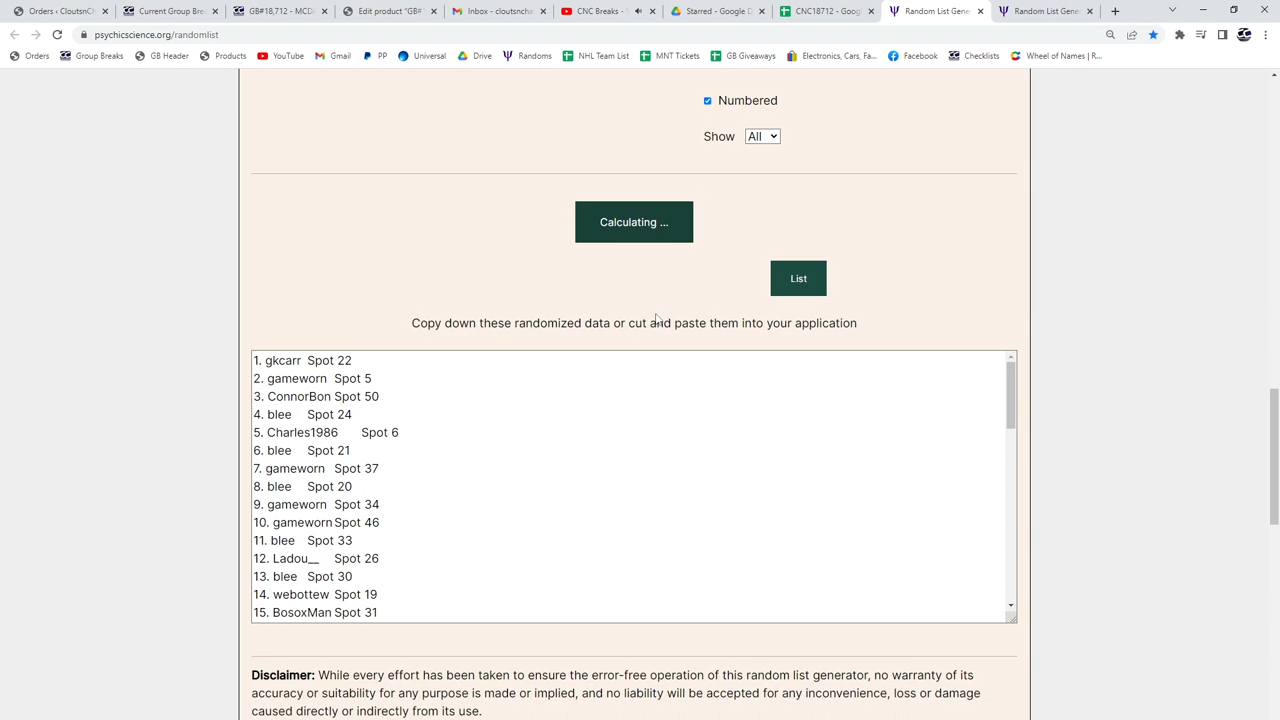 Orders ‹ CloutsnCh
Current Group Brea
GB#18,712 - MCDi
Edit product "GB#1
Inbox - cloutsncha
CNC Breaks - Y
Starred - Google D
CNC18712 - Googl
Random List Gene
Random List Gene
psychicscience.org/randomlist
Orders
Group Breaks
GB Header
Products
YouTube
Gmail
PP
Universal
Drive
Randoms
NHL Team List
MNT Tickets
GB Giveaways
Electronics, Cars, Fa...
Facebook
Checklists
Wheel of Names | R...
Numbered
Show All
Calculating ...
List
Copy down these randomized data or cut and paste them into your application
1. gkcarr Spot 22
2. gameworn Spot 5
3. ConnorBon Spot 50
4. blee Spot 24
5. Charles1986 Spot 6
6. blee Spot 21
7. gameworn Spot 37
8. blee Spot 20
9. gameworn Spot 34
10. gameworn Spot 46
11. blee Spot 33
12. Ladou__ Spot 26
13. blee Spot 30
14. webottew Spot 19
15. BosoxMan Spot 31
Disclaimer: While every effort has been taken to ensure the error-free operation of this random list generator, no warranty of its
accuracy or suitability for any purpose is made or implied, and no liability will be accepted for any inconvenience, loss or damage
caused directly or indirectly from its use.